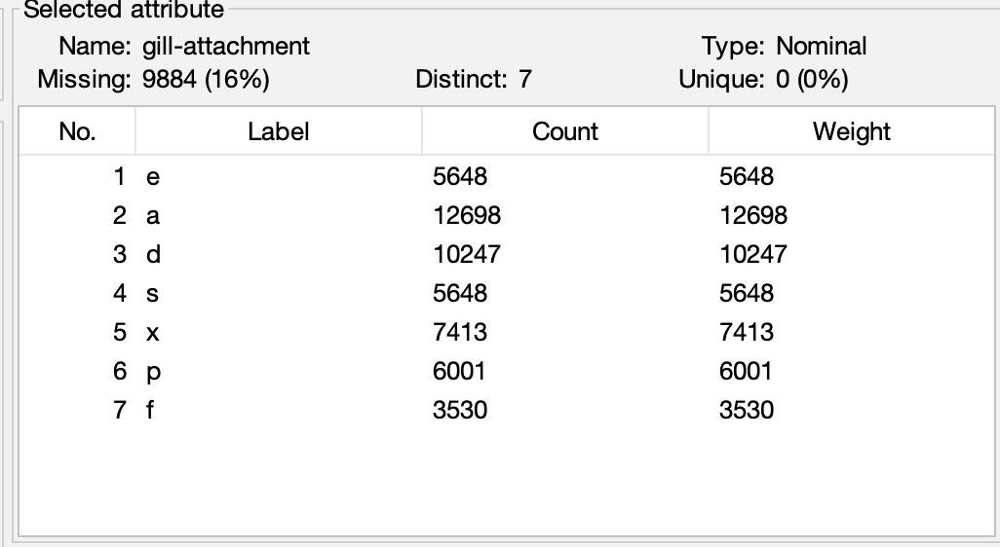 Selected attribute
Name: gill-attachment Type: Nominal
Missing: 9884 (16%) Distinct: 7 Unique: 0 (0%)
No. Label Count Weight
1 e 5648 5648
2 a 12698 12698
3 d 10247 10247
4 s 5648 5648
5 x 7413 7413
6 p 6001 6001
7 f 3530 3530